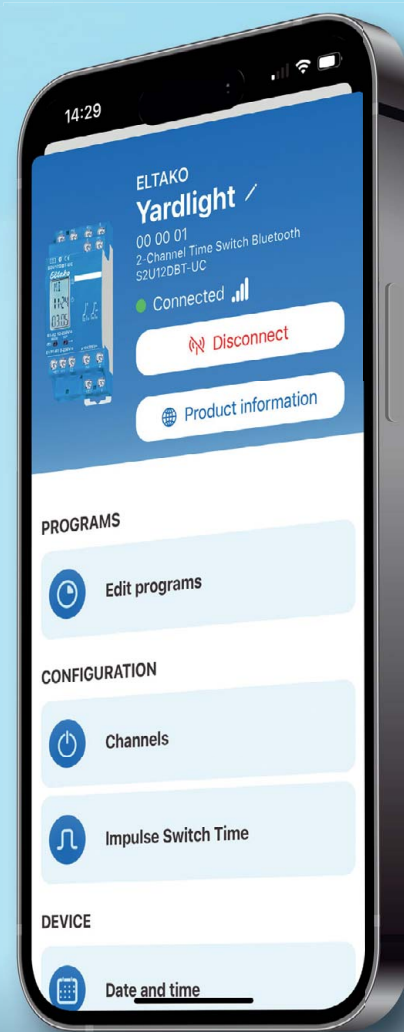 14:29
ELTAKO
Yardlight
00 00 01
2-Channel Time Switch Bluetooth
S2U12DBT-UC
Connected
Disconnect
Product information
PROGRAMS
Edit programs
CONFIGURATION
Channels
Impulse Switch Time
DEVICE
Date and time